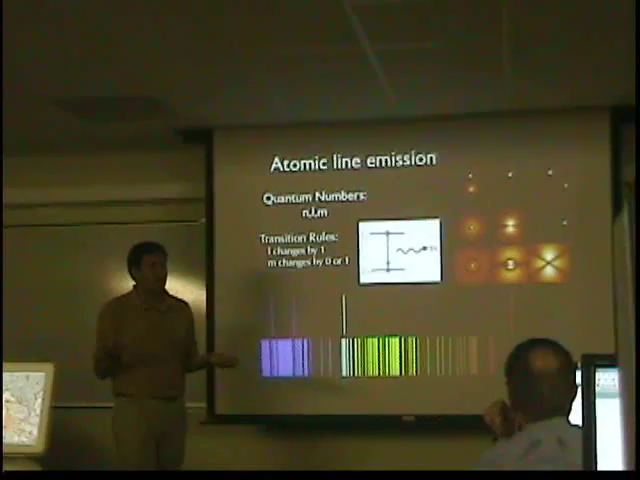 Atomic line emission
Quantum Numbers:
n,l,m
Transition Rules:
l changes by 1
m changes by 0 or 1